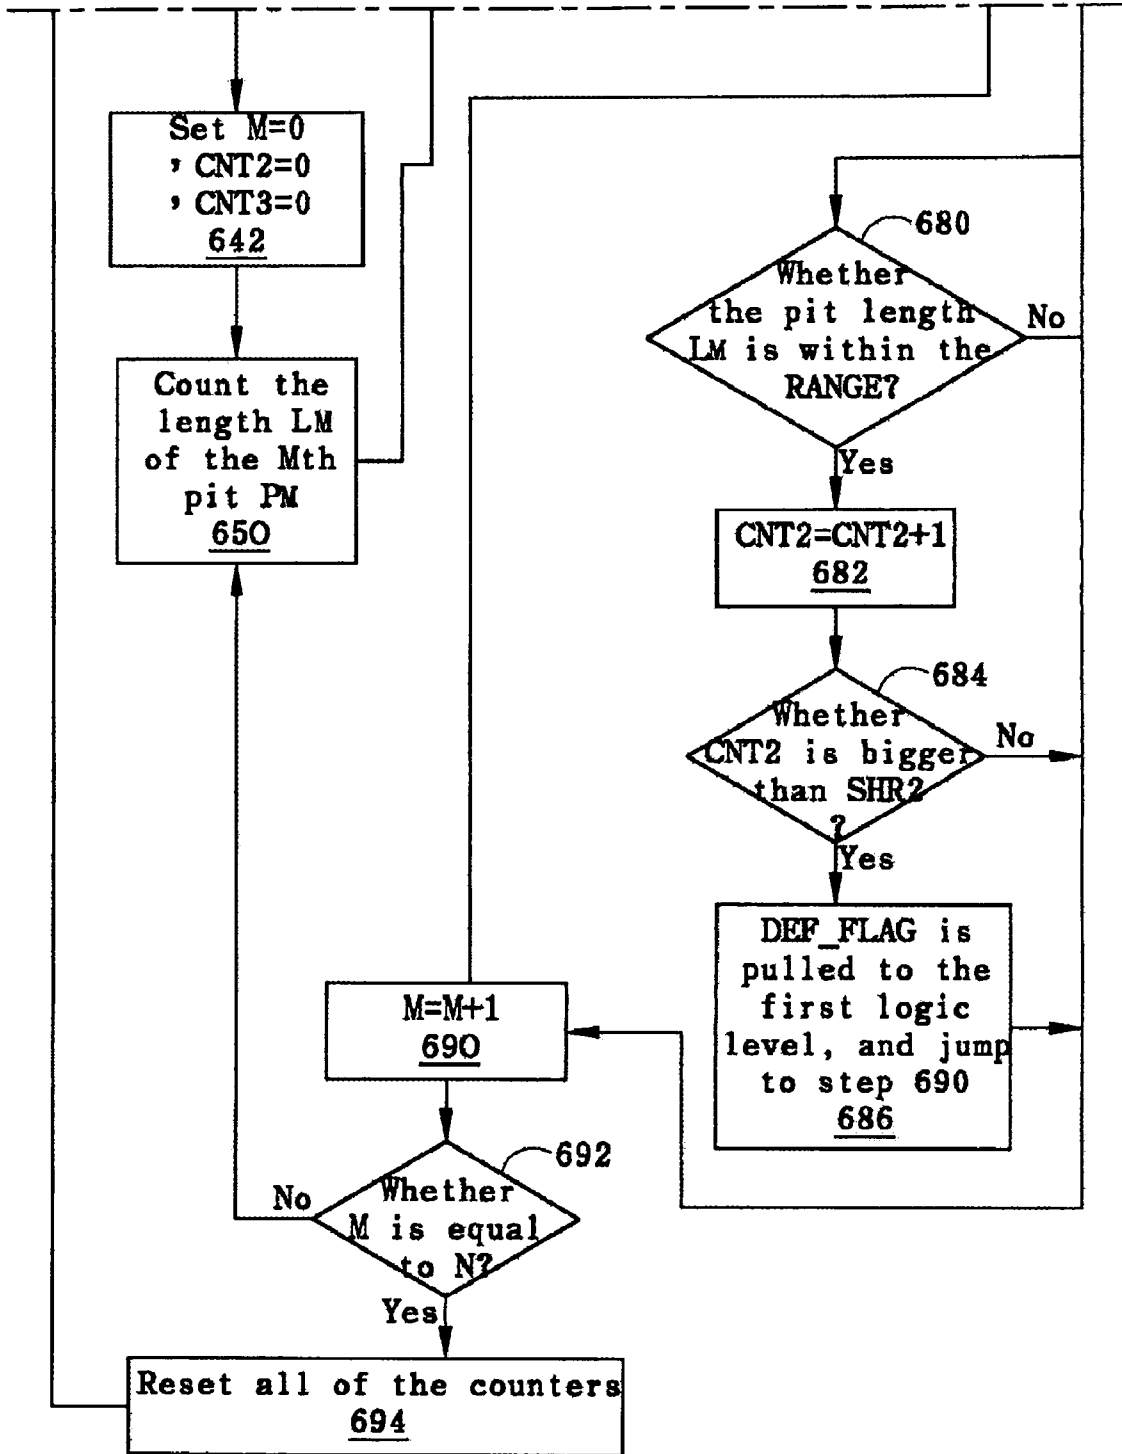 Set M=0
, CNT2=0
, CNT3=0
642
Count the
length LM
of the Mth
pit PM
650
680
Whether
the pit length
LM is within the
RANGE?
No
Yes
CNT2=CNT2+1
682
684
Whether
CNT2 is bigger
than SHR2
?
No
Yes
DEF_FLAG is
pulled to the
first logic
level, and jump
to step 690
686
M=M+1
690
692
Whether
M is equal
to N?
No
Yes
Reset all of the counters
694